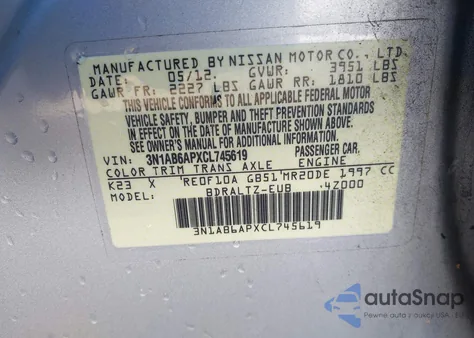 MANUFACTURED BY NISSAN MOTOR CO., LTD.
DATE: 05/12. GVWR: 3951 LBS
GAWR FR: 2227 LBS GAWR RR: 1810 LBS
THIS VEHICLE CONFORMS TO ALL APPLICABLE FEDERAL MOTOR
VEHICLE SAFETY, BUMPER AND THEFT PREVENTION STANDARDS
IN EFFECT ON THE DATE OF MANUFACTURE SHOWN ABOVE.
SEE OWNER'S MANUAL FOR ADDITIONAL INFORMATION.
VIN: 3N1AB6APXCL745619 PASSENGER CAR
COLOR TRIM TRANS AXLE ENGINE
K23 X RE0F10A GB51 MR20DE 1997 CC
MODEL: BDRALTZ-EUB 4Z000
3N1AB6APXCL745619
autoSnap